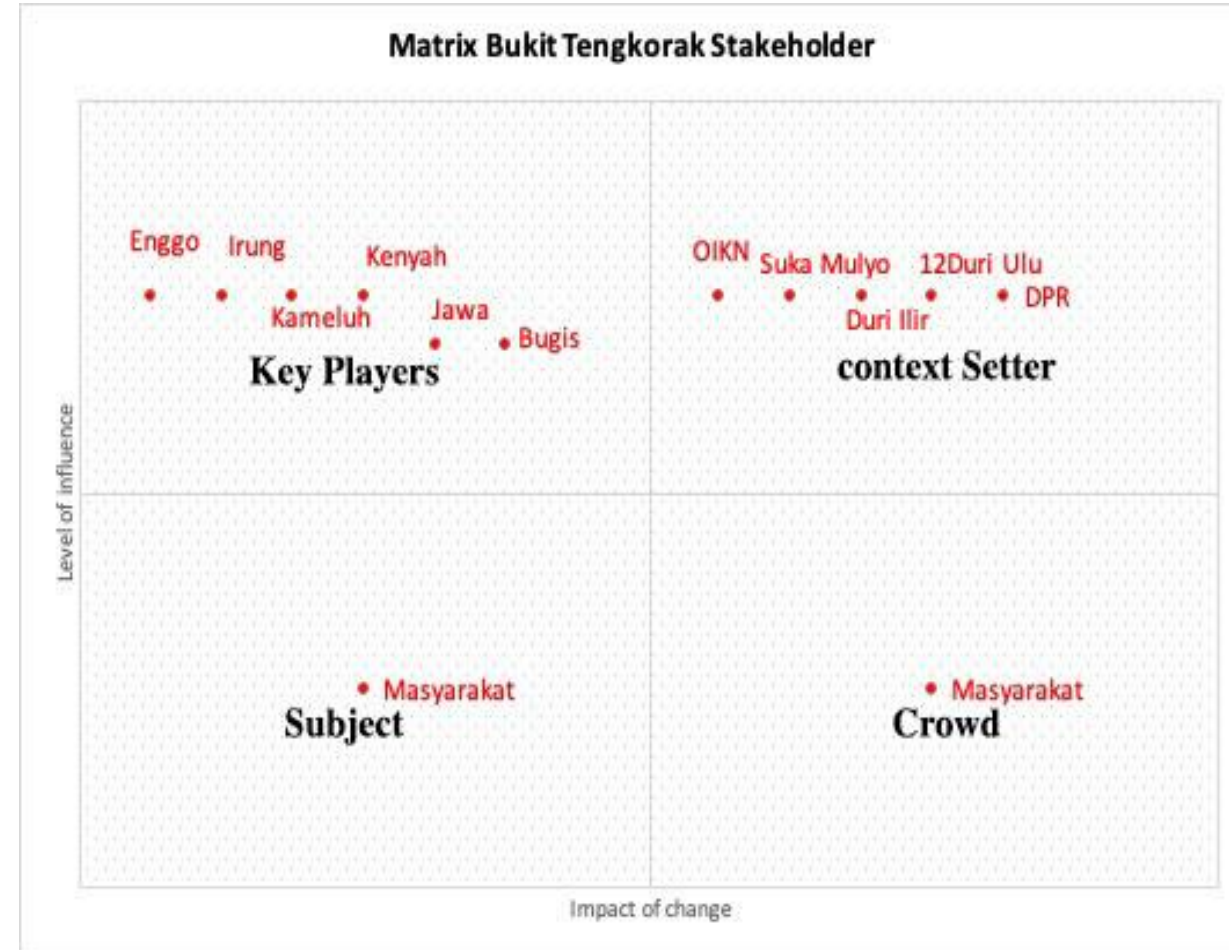 Matrix Bukit Tengkorak Stakeholder
Enggo
Irung
Kenyah
Kameluh
Jawa
Bugis
Key Players
OIKN
Suka Mulyo
12Duri Ulu
Duri Ilir
DPR
context Setter
Level of influence
Masyarakat
Subject
Masyarakat
Crowd
Impact of change